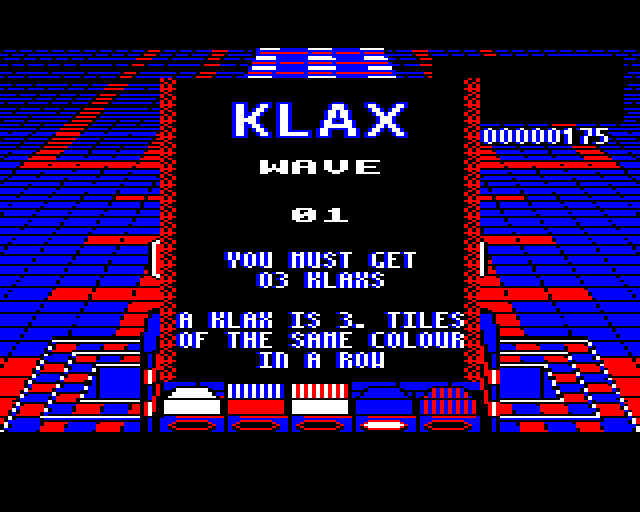 KLAX
00000175
WAVE
01
YOU MUST GET
03 KLAXS
A KLAX IS 3. TILES
OF THE SAME COLOUR
IN A ROW